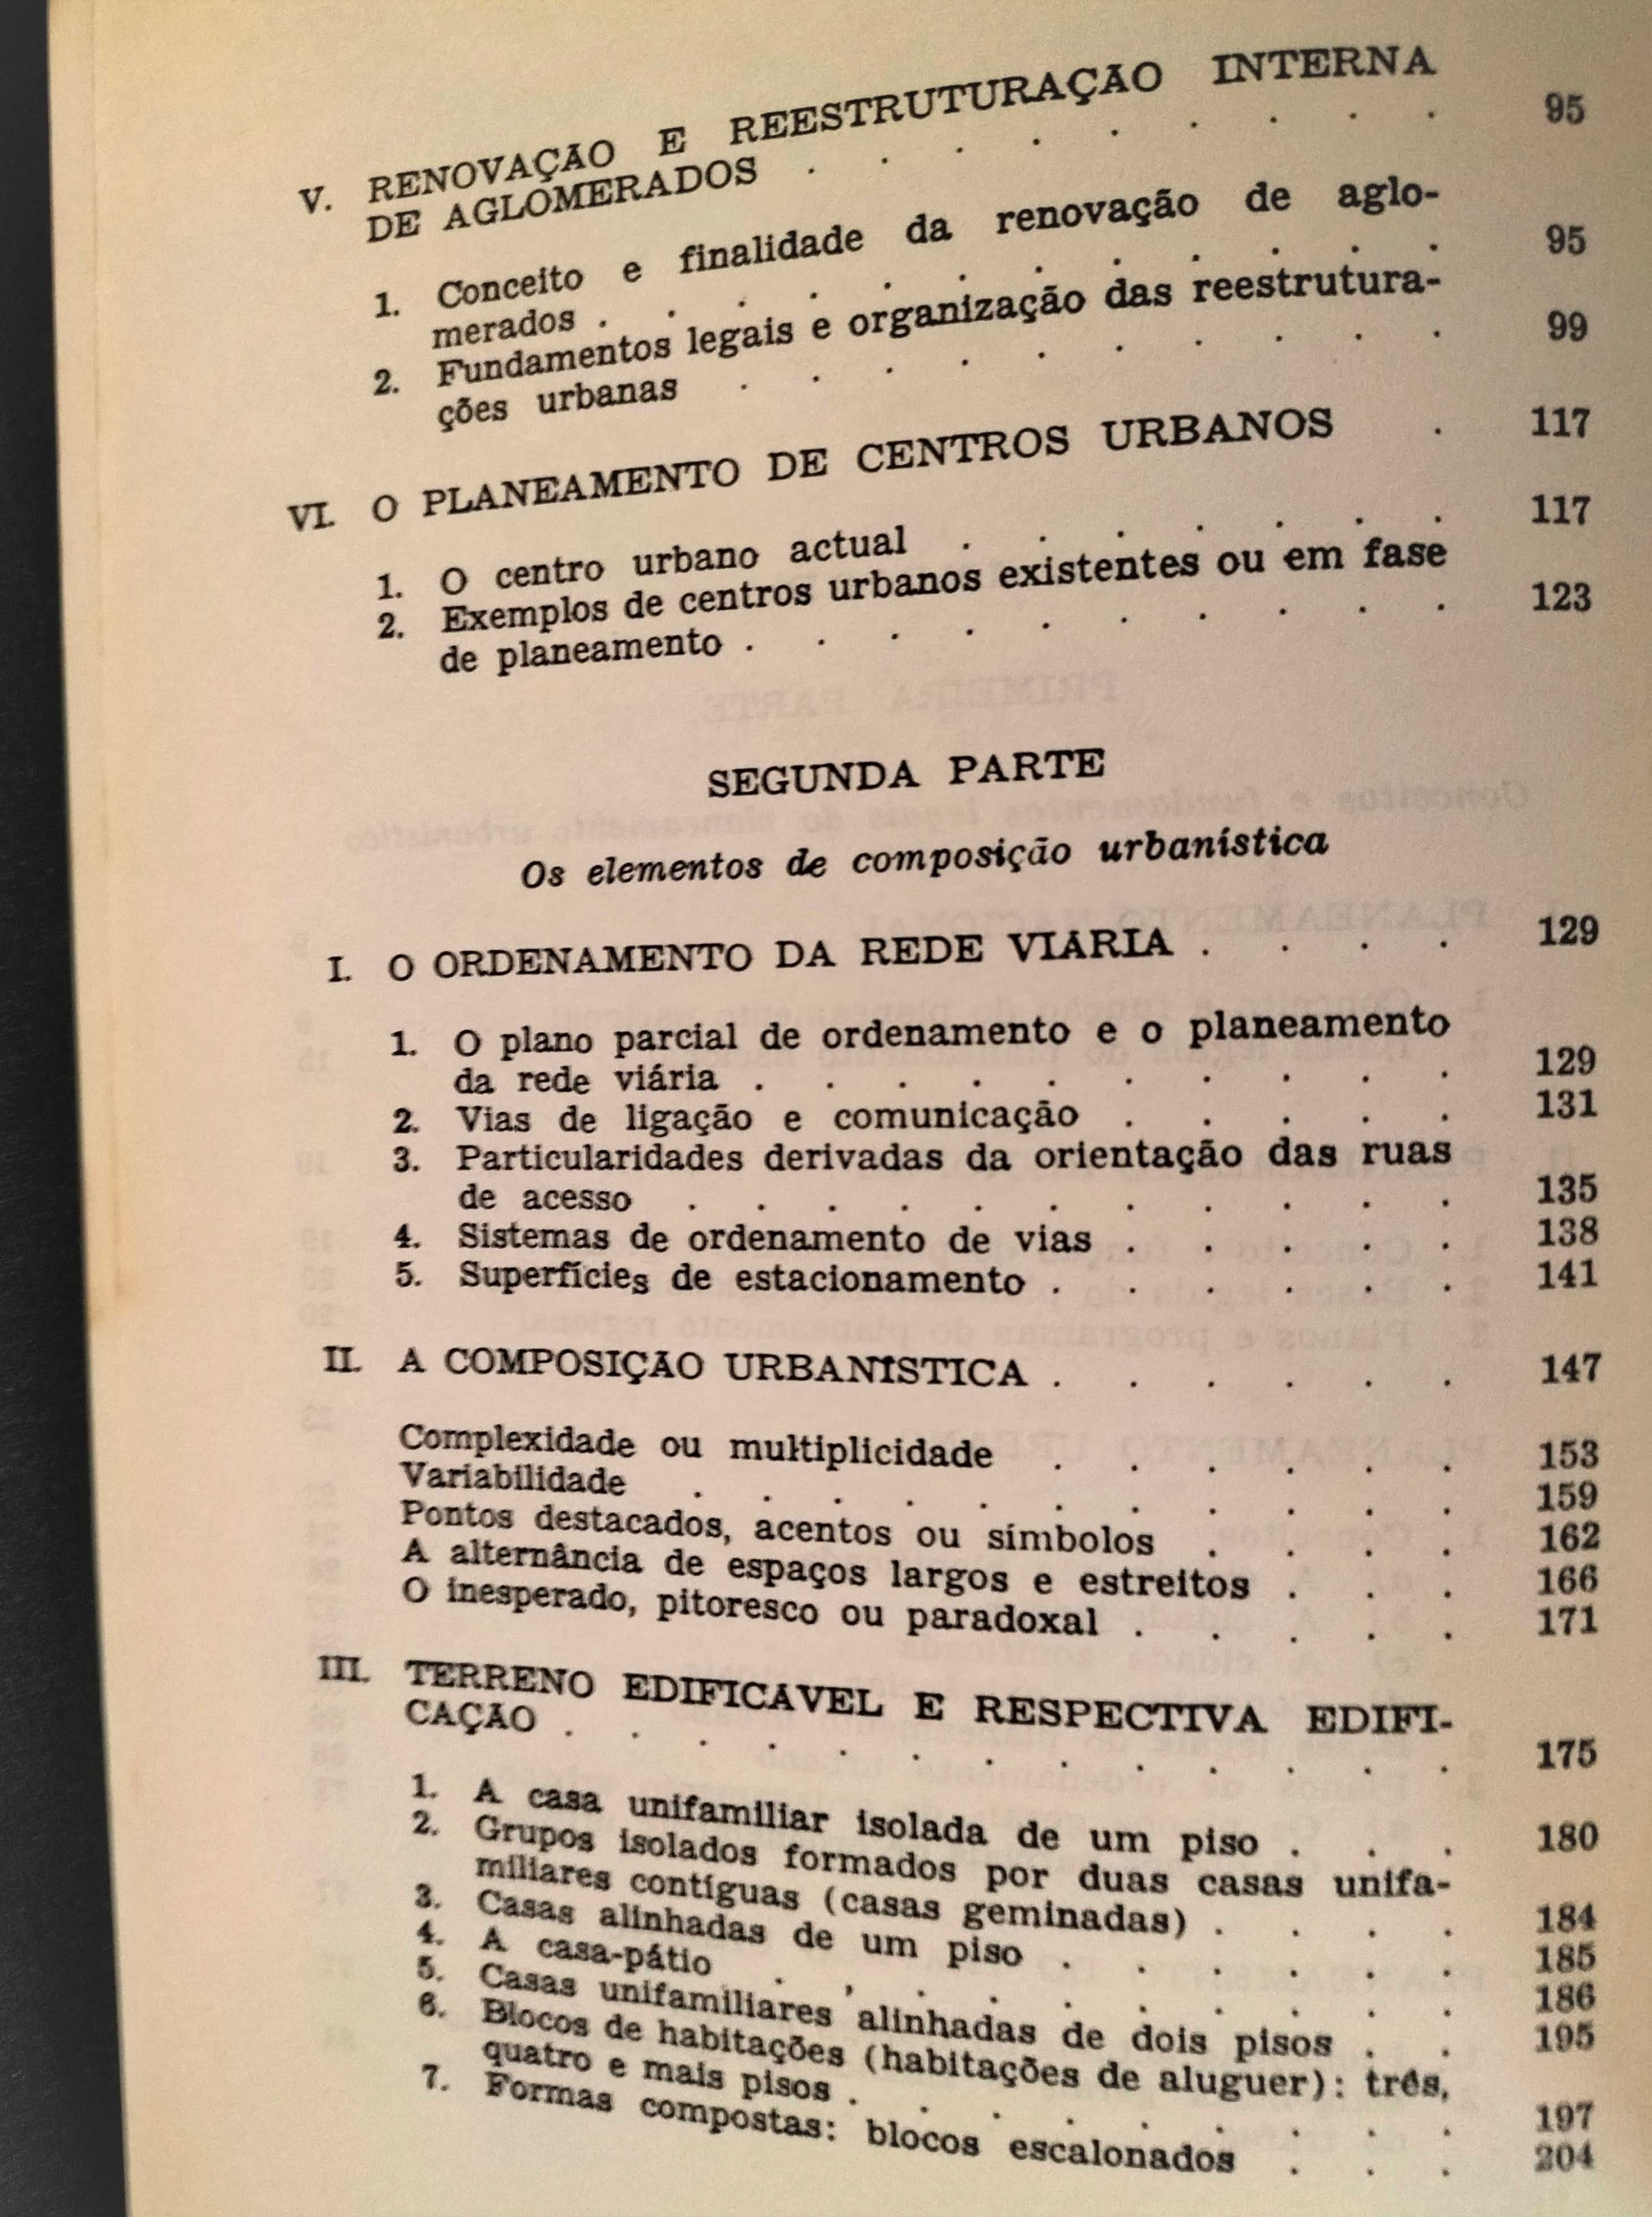 V. RENOVAÇÃO E REESTRUTURAÇÃO INTERNA
DE AGLOMERADOS . . . . . . . . . 95
1. Conceito e finalidade da renovação de aglo-
merados . . . . . . . . . . . . 95
2. Fundamentos legais e organização das reestrutura-
ções urbanas . . . . . . . . . . 99
VI. O PLANEAMENTO DE CENTROS URBANOS . 117
1. O centro urbano actual . . . . . . . 117
2. Exemplos de centros urbanos existentes ou em fase
de planeamento . . . . . . . . . . 123
SEGUNDA PARTE
Os elementos de composição urbanística
I. O ORDENAMENTO DA REDE VIARIA . . . . 129
1. O plano parcial de ordenamento e o planeamento
da rede viária . . . . . . . . . . 129
2. Vias de ligação e comunicação . . . . . 131
3. Particularidades derivadas da orientação das ruas
de acesso . . . . . . . . . . . 135
4. Sistemas de ordenamento de vias . . . . . 138
5. Superfícies de estacionamento . . . . . . 141
II. A COMPOSIÇÃO URBANISTICA . . . . . . 147
Complexidade ou multiplicidade . . . . . . 153
Variabilidade . . . . . . . . . . . 159
Pontos destacados, acentos ou símbolos . . . . 162
A alternância de espaços largos e estreitos . . . 166
O inesperado, pitoresco ou paradoxal . . . . . 171
III. TERRENO EDIFICAVEL E RESPECTIVA EDIFI-
CAÇÃO . . . . . . . . . . . . . 175
1. A casa unifamiliar isolada de um piso . . . 180
2. Grupos isolados formados por duas casas unifa-
miliares contíguas (casas geminadas) . . . . 184
3. Casas alinhadas de um piso . . . . . . 185
4. A casa-pátio . . . . . . . . . . 186
5. Casas unifamiliares alinhadas de dois pisos . . 195
6. Blocos de habitações (habitações de aluguer): três,
quatro e mais pisos . . . . . . . . . 197
7. Formas compostas: blocos escalonados . . . 204